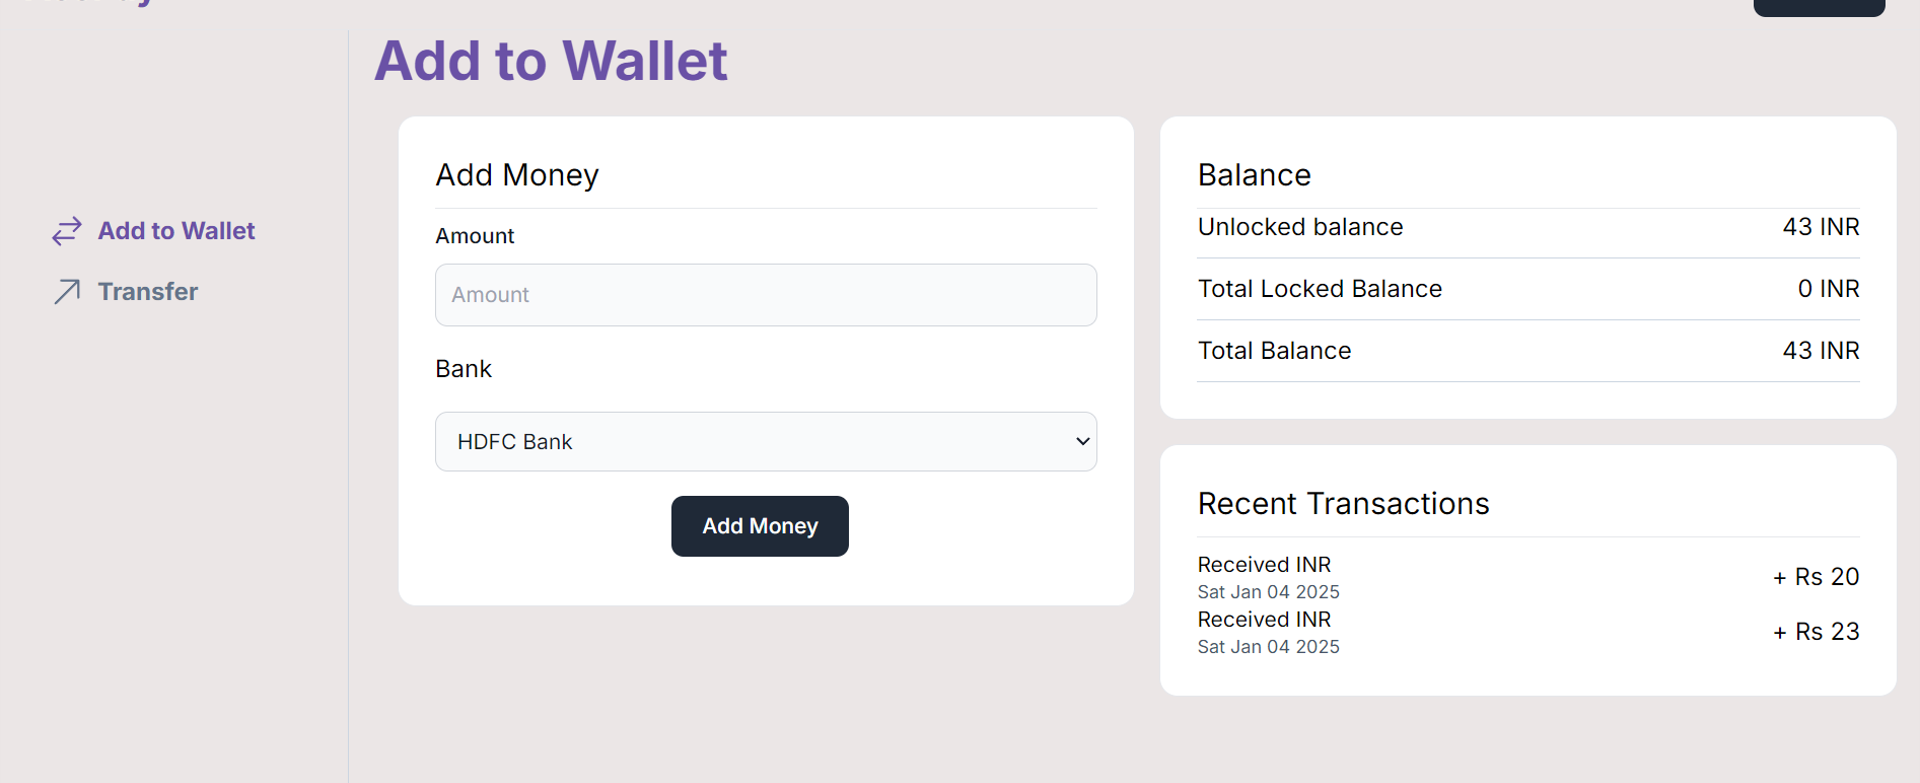 Add to Wallet
Add to Wallet
Transfer
Add Money
Amount
Amount
Bank
HDFC Bank
Add Money
Balance
Unlocked balance 43 INR
Total Locked Balance 0 INR
Total Balance 43 INR
Recent Transactions
Received INR + Rs 20
Sat Jan 04 2025
Received INR + Rs 23
Sat Jan 04 2025